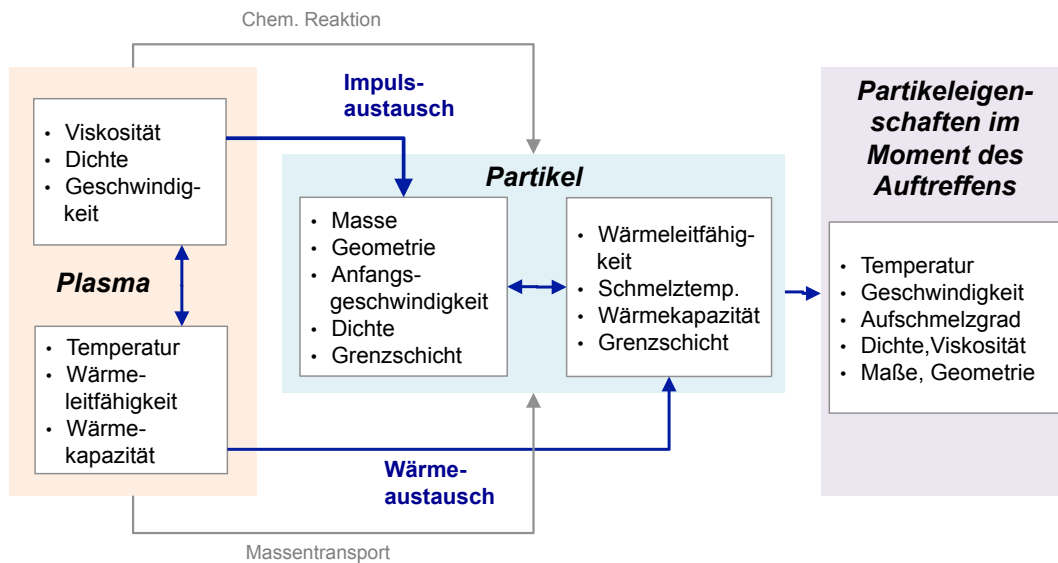 Chem. Reaktion
Impuls-
austausch
• Viskosität
• Dichte
• Geschwindig-
keit
Plasma
• Temperatur
• Wärme-
leitfähigkeit
• Wärme-
kapazität
Partikel
• Masse
• Geometrie
• Anfangs-
geschwindigkeit
• Dichte
• Grenzschicht
• Wärmeleitfähig-
keit
• Schmelztemp.
• Wärmekapazität
• Grenzschicht
Wärme-
austausch
Massentransport
Partikeleigen-
schaften im
Moment des
Auftreffens
• Temperatur
• Geschwindigkeit
• Aufschmelzgrad
• Dichte,Viskosität
• Maße, Geometrie